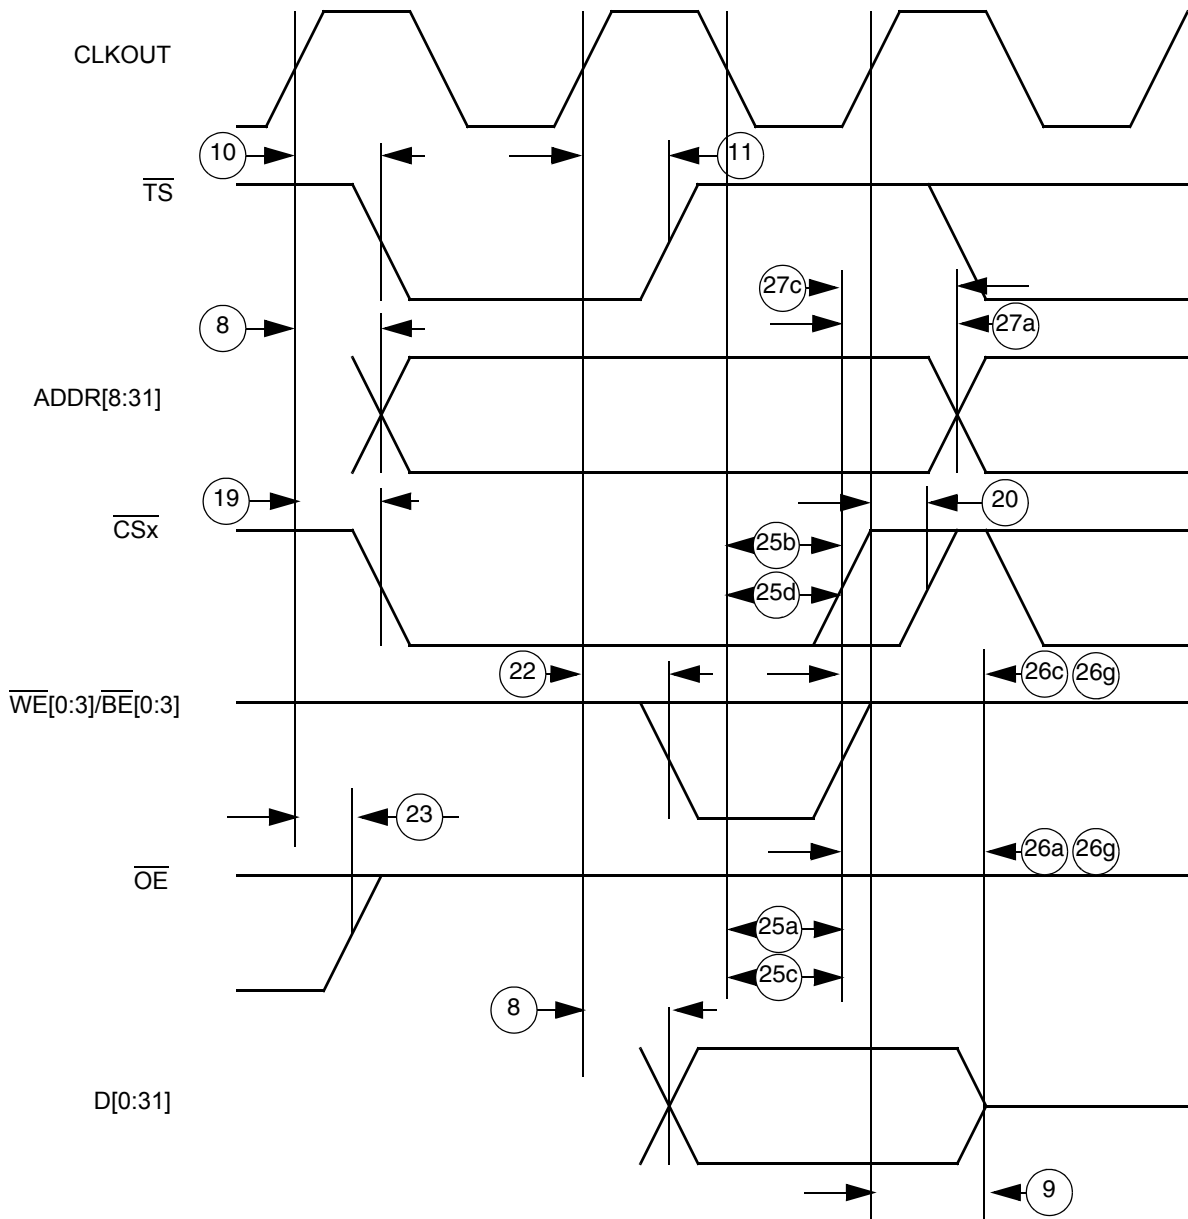 CLKOUT
10
11
TS
27c
8
27a
ADDR[8:31]
19
20
CSx
25b
25d
22
26c 26g
WE[0:3]/BE[0:3]
23
26a 26g
OE
25a
25c
8
D[0:31]
9